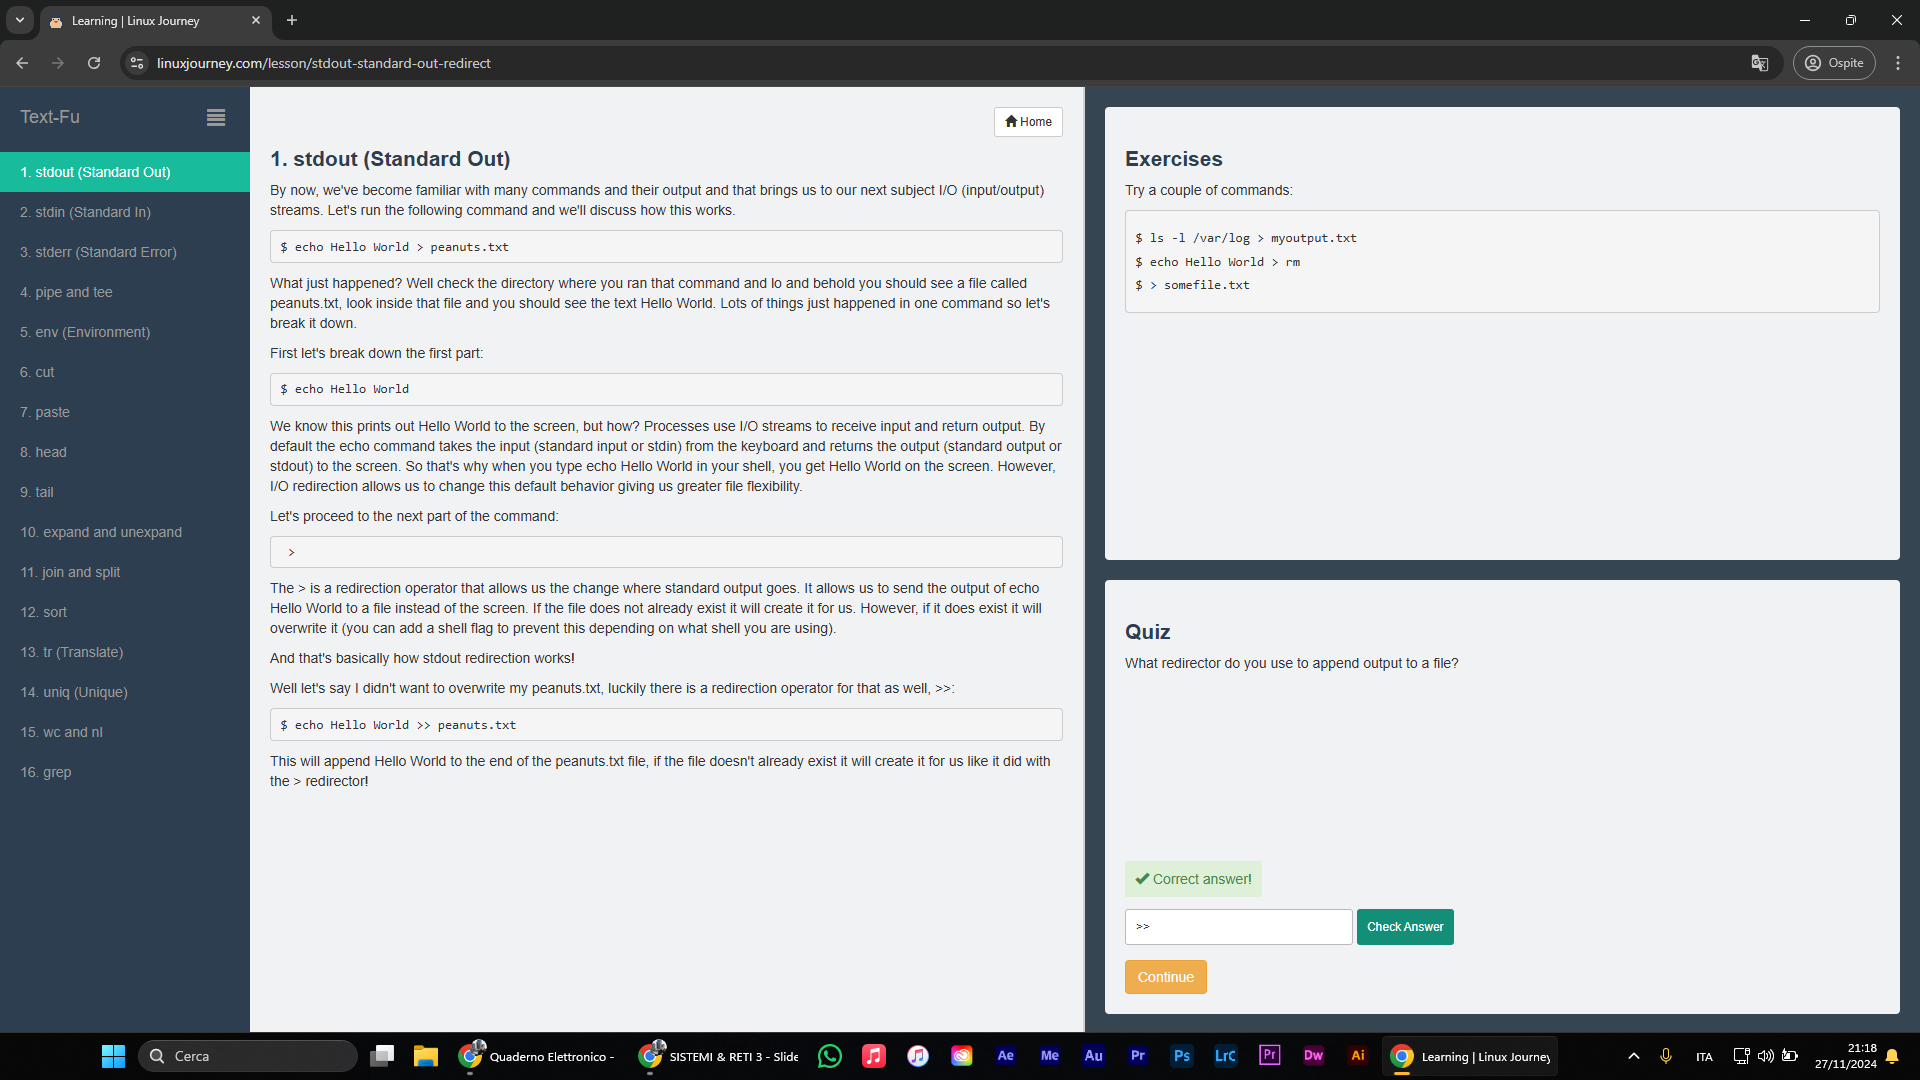 Learning | Linux Journey
linuxjourney.com/lesson/stdout-standard-out-redirect
Ospite
Text-Fu
1. stdout (Standard Out)
2. stdin (Standard In)
3. stderr (Standard Error)
4. pipe and tee
5. env (Environment)
6. cut
7. paste
8. head
9. tail
10. expand and unexpand
11. join and split
12. sort
13. tr (Translate)
14. uniq (Unique)
15. wc and nl
16. grep
Home
1. stdout (Standard Out)
By now, we've become familiar with many commands and their output and that brings us to our next subject I/O (input/output)
streams. Let's run the following command and we'll discuss how this works.
$ echo Hello World > peanuts.txt
What just happened? Well check the directory where you ran that command and lo and behold you should see a file called
peanuts.txt, look inside that file and you should see the text Hello World. Lots of things just happened in one command so let's
break it down.
First let's break down the first part:
$ echo Hello World
We know this prints out Hello World to the screen, but how? Processes use I/O streams to receive input and return output. By
default the echo command takes the input (standard input or stdin) from the keyboard and returns the output (standard output or
stdout) to the screen. So that's why when you type echo Hello World in your shell, you get Hello World on the screen. However,
I/O redirection allows us to change this default behavior giving us greater file flexibility.
Let's proceed to the next part of the command:
>
The > is a redirection operator that allows us the change where standard output goes. It allows us to send the output of echo
Hello World to a file instead of the screen. If the file does not already exist it will create it for us. However, if it does exist it will
overwrite it (you can add a shell flag to prevent this depending on what shell you are using).
And that's basically how stdout redirection works!
Well let's say I didn't want to overwrite my peanuts.txt, luckily there is a redirection operator for that as well, >>:
$ echo Hello World >> peanuts.txt
This will append Hello World to the end of the peanuts.txt file, if the file doesn't already exist it will create it for us like it did with
the > redirector!
Exercises
Try a couple of commands:
$ ls -l /var/log > myoutput.txt
$ echo Hello World > rm
$ > somefile.txt
Quiz
What redirector do you use to append output to a file?
Correct answer!
>>
Check Answer
Continue
Cerca
Quaderno Elettronico -
SISTEMI & RETI 3 - Slide
Ae
Me
Au
Pr
Ps
LrC
Pr
Dw
Ai
Learning | Linux Journey
ITA
21:18
27/11/2024